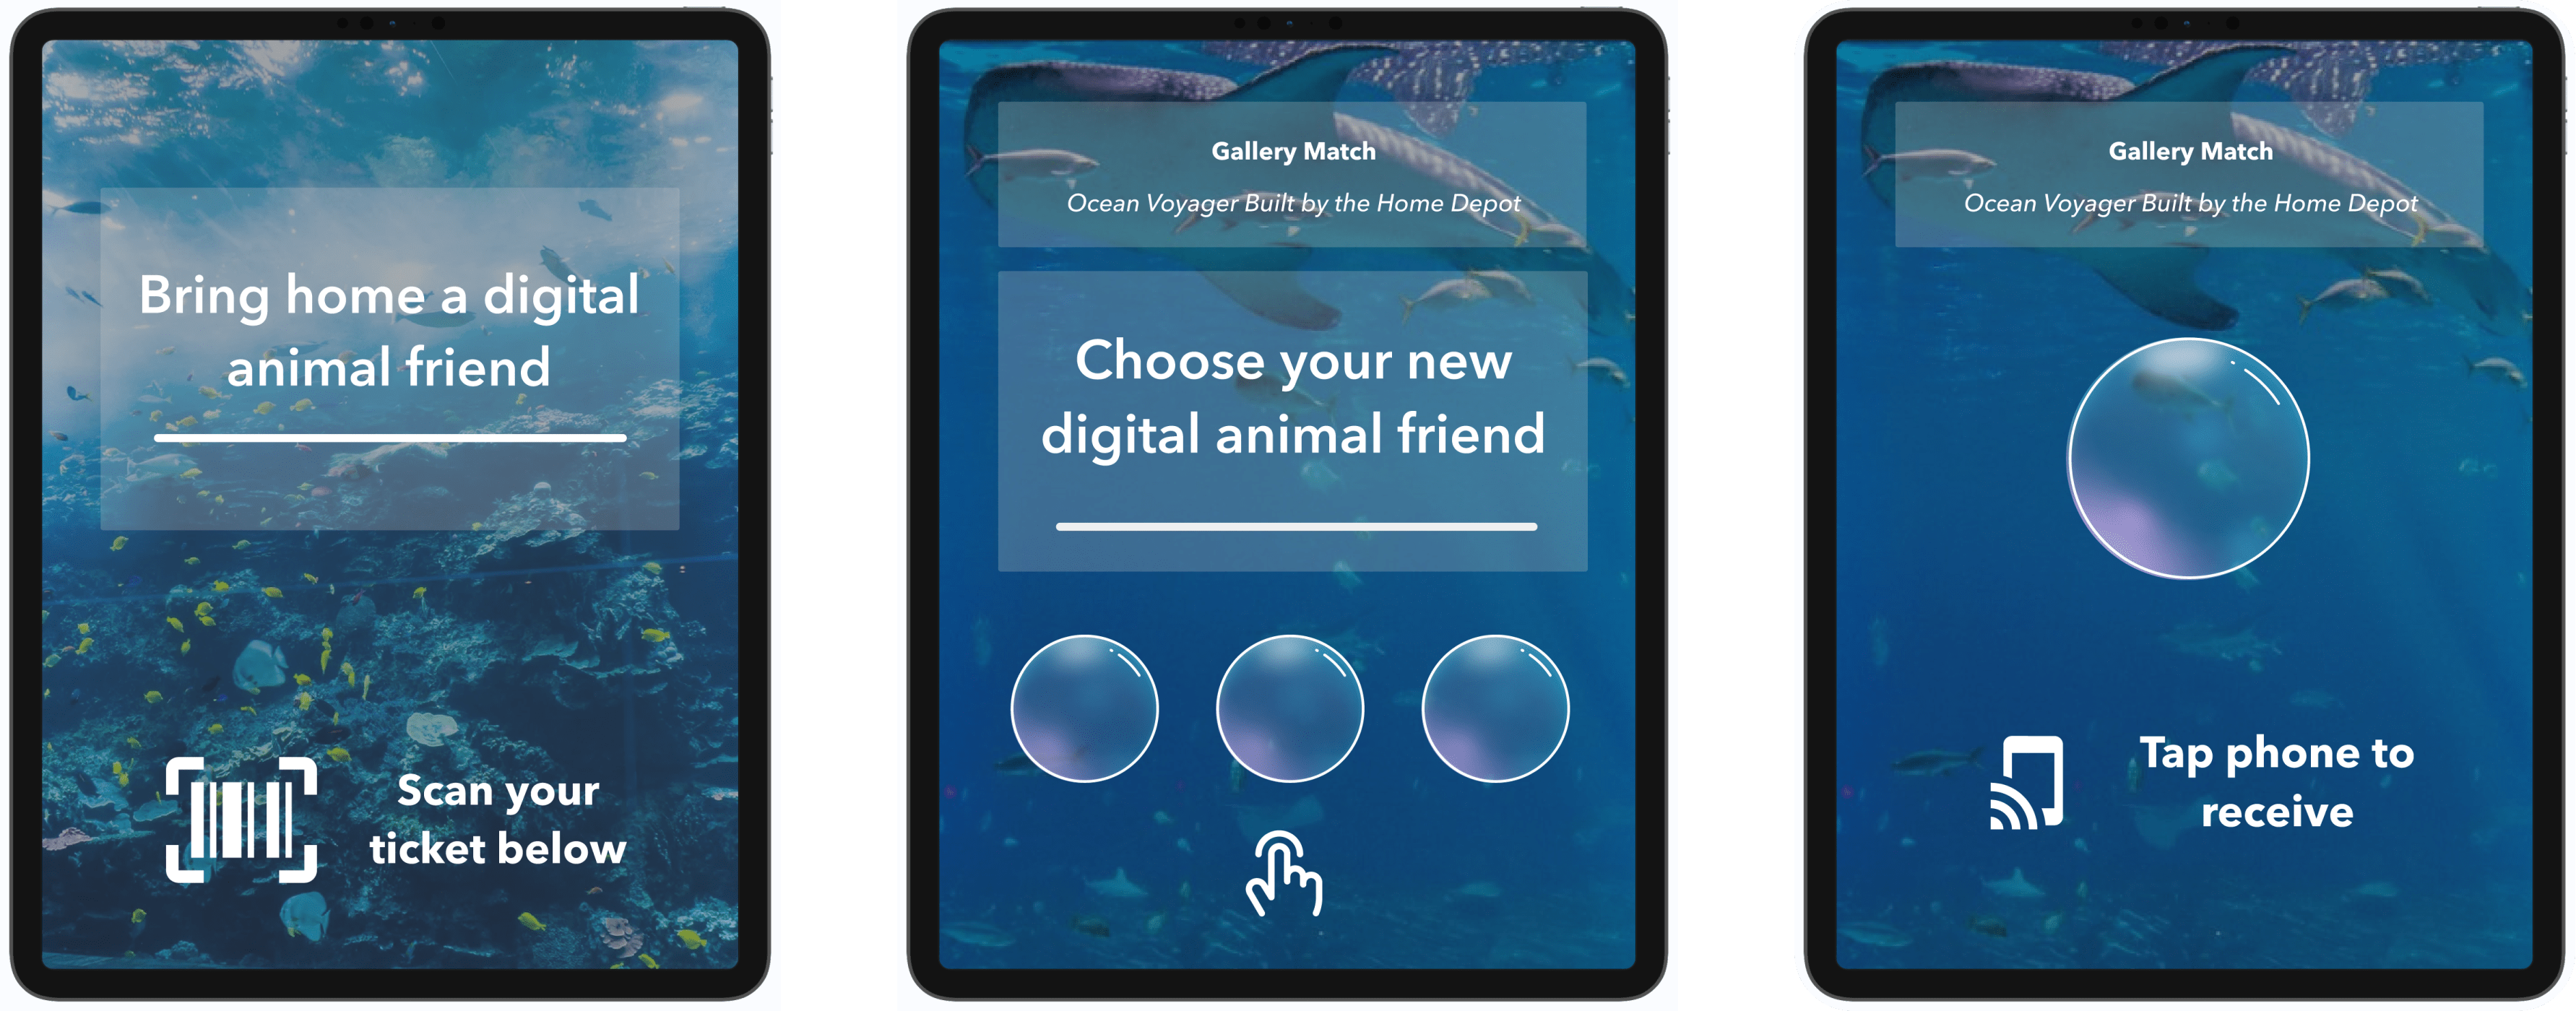 Bring home a digital
animal friend
Scan your
ticket below
Gallery Match
Ocean Voyager Built by the Home Depot
Choose your new
digital animal friend
Gallery Match
Ocean Voyager Built by the Home Depot
Tap phone to
receive